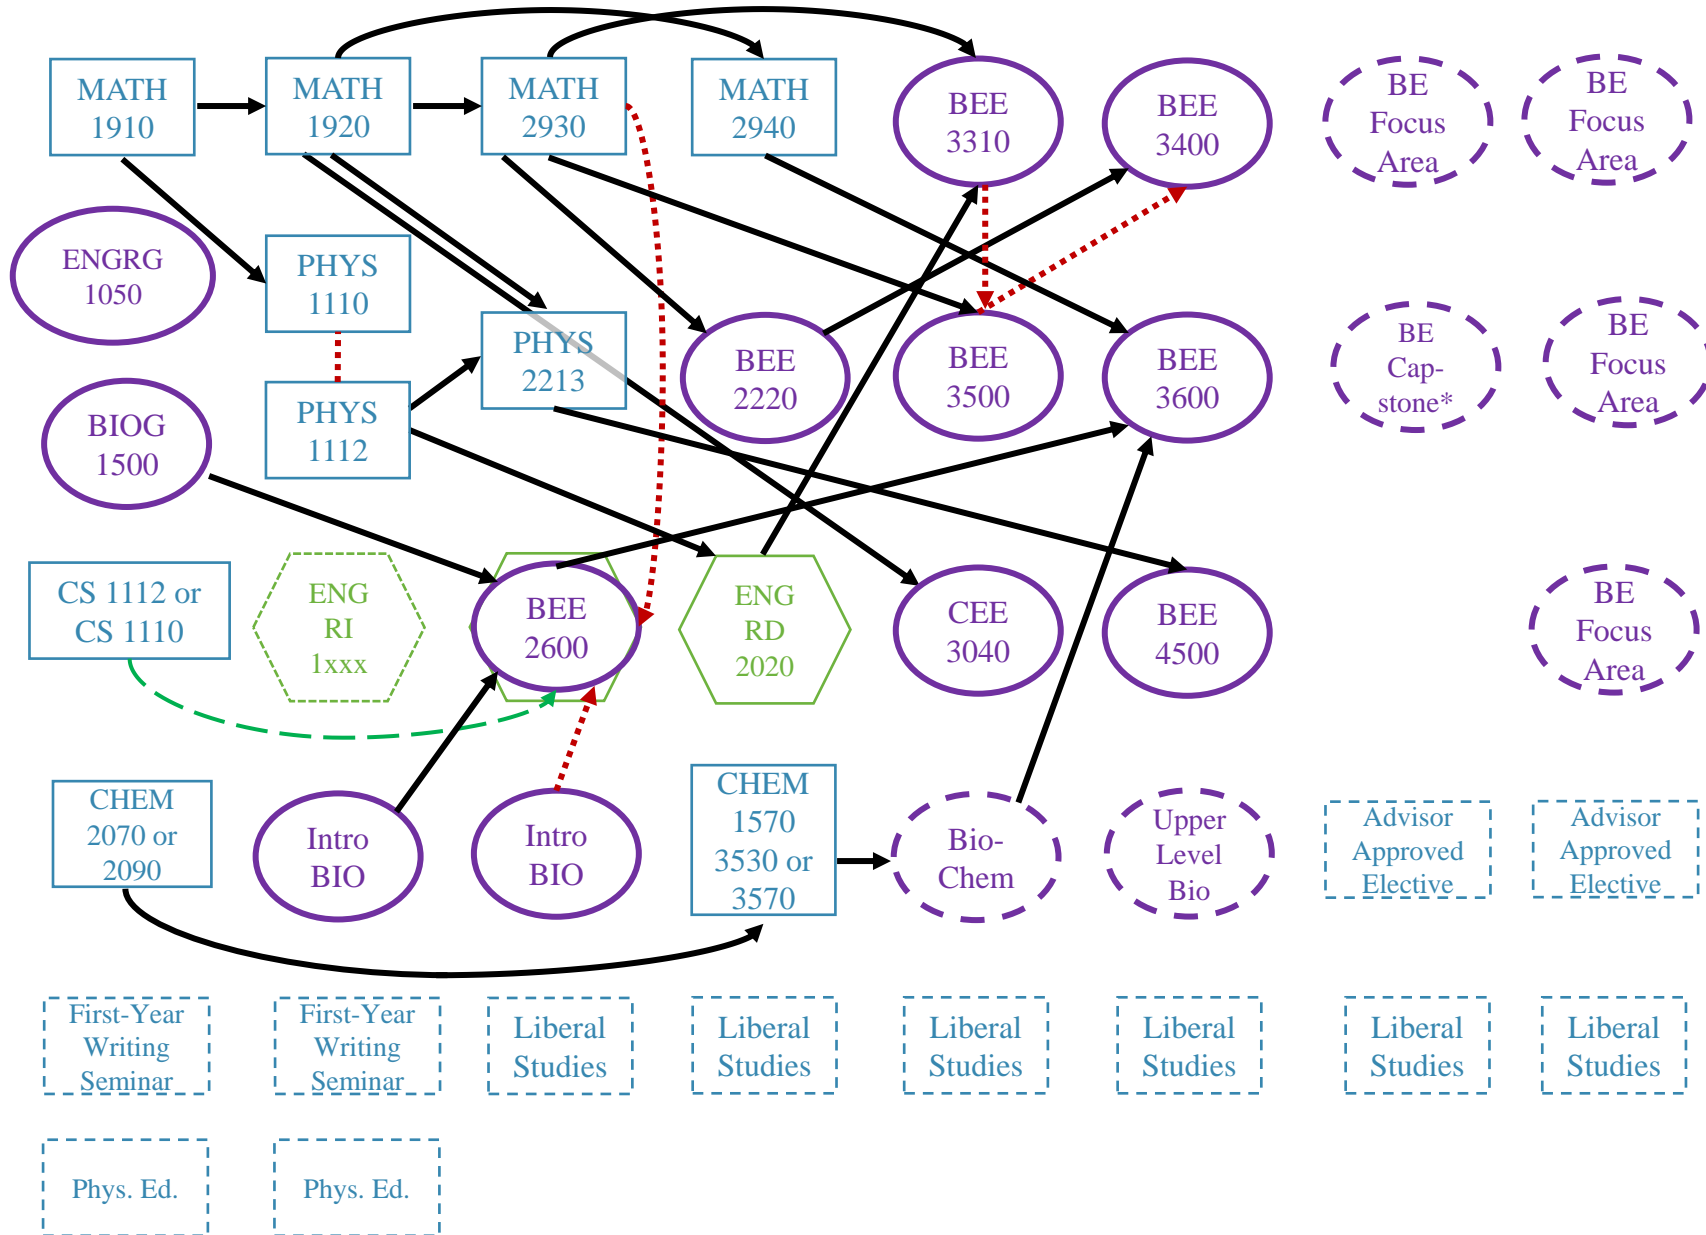 MATH
1910
MATH
1920
MATH
2930
MATH
2940
BEE
3310
BEE
3400
BE
Focus
Area
BE
Focus
Area
ENGRG
1050
PHYS
1110
PHYS
2213
BEE
2220
BEE
3500
BEE
3600
BE
Cap-
stone*
BE
Focus
Area
BIOG
1500
PHYS
1112
CS 1112 or
CS 1110
ENG
RI
1xxx
BEE
2600
ENG
RD
2020
CEE
3040
BEE
4500
BE
Focus
Area
CHEM
2070 or
2090
Intro
BIO
Intro
BIO
CHEM
1570
3530 or
3570
Bio-
Chem
Upper
Level
Bio
Advisor
Approved
Elective
Advisor
Approved
Elective
First-Year
Writing
Seminar
First-Year
Writing
Seminar
Liberal
Studies
Liberal
Studies
Liberal
Studies
Liberal
Studies
Liberal
Studies
Liberal
Studies
Phys. Ed.
Phys. Ed.